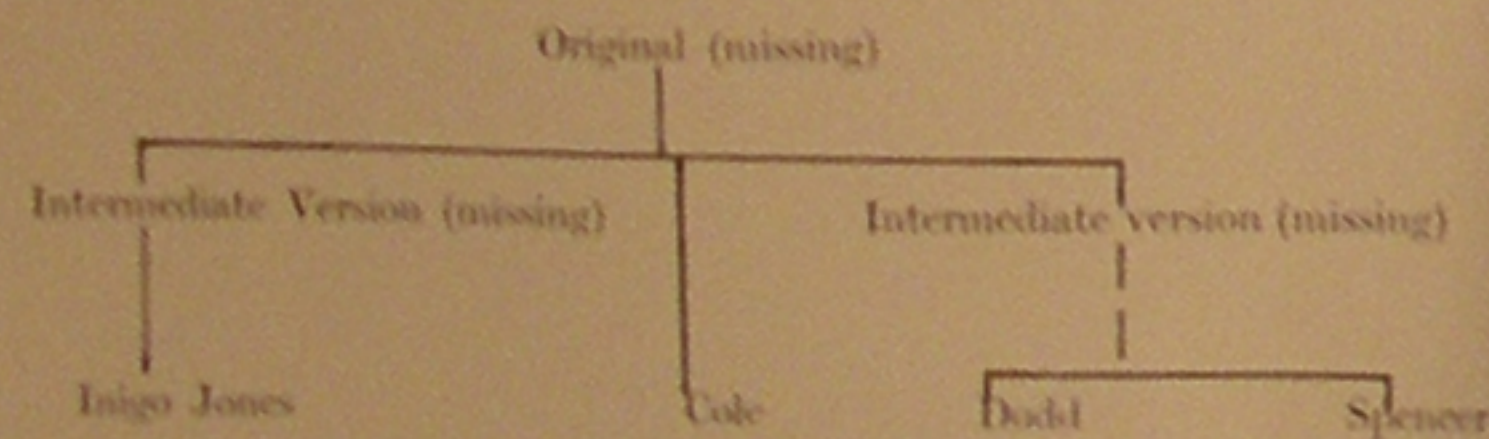 Original (missing)
Intermediate Version (missing)
Intermediate version (missing)
Inigo Jones
Cole
Dodd
Spencer